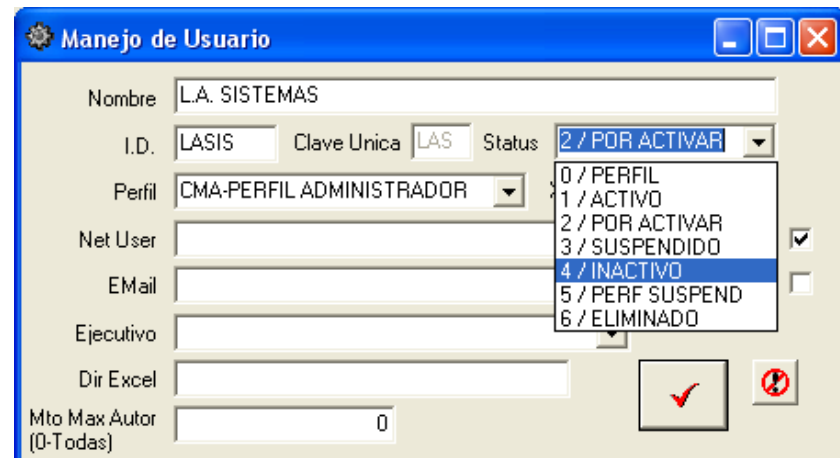 Manejo de Usuario
Nombre L.A. SISTEMAS
I.D. LASIS Clave Unica LAS Status 2 / POR ACTIVAR
0 / PERFIL
Perfil CMA-PERFIL ADMINISTRADOR
1 / ACTIVO
2 / POR ACTIVAR
Net User
3 / SUSPENDIDO
4 / INACTIVO
EMail
5 / PERF SUSPEND
6 / ELIMINADO
Ejecutivo
Dir Excel
Mto Max Autor 0
(0-Todas)